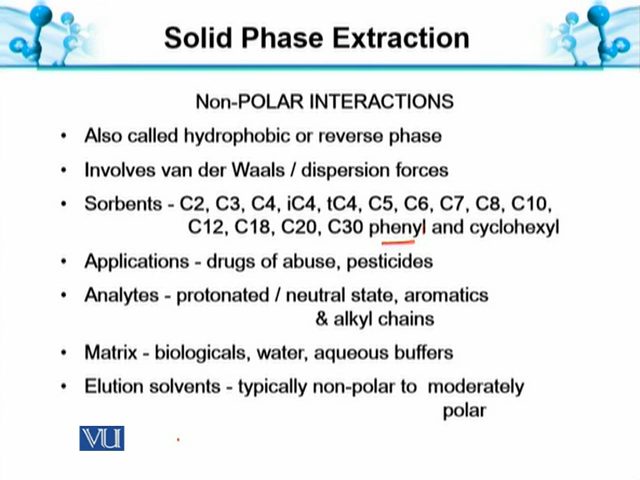 Solid Phase Extraction
Non-POLAR INTERACTIONS
• Also called hydrophobic or reverse phase
• Involves van der Waals / dispersion forces
• Sorbents - C2, C3, C4, iC4, tC4, C5, C6, C7, C8, C10,
C12, C18, C20, C30 phenyl and cyclohexyl
• Applications - drugs of abuse, pesticides
• Analytes - protonated / neutral state, aromatics
& alkyl chains
• Matrix - biologicals, water, aqueous buffers
• Elution solvents - typically non-polar to moderately
polar
VU